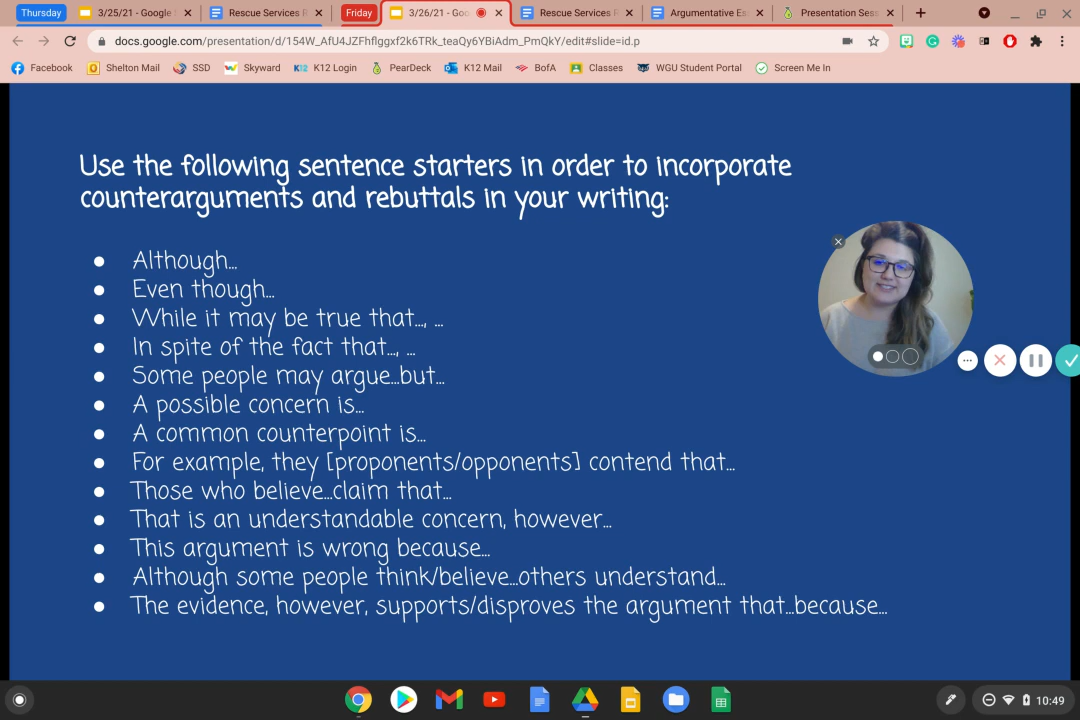 Thursday
3/25/21 - Google
Rescue Services
Friday
3/26/21 - Goo
Rescue Services
Argumentative Es
Presentation Sess
docs.google.com/presentation/d/154W_AfU4JZFhflggxf2k6TRk_teaQy6YBiAdm_PmQkY/edit#slide=id.p
Facebook
Shelton Mail
SSD
Skyward
K12 K12 Login
PearDeck
K12 Mail
BofA
Classes
WGU Student Portal
Screen Me In
Use the following sentence starters in order to incorporate
counterarguments and rebuttals in your writing:
● Although...
● Even though...
● While it may be true that..., ...
● In spite of the fact that..., ...
● Some people may argue...but...
● A possible concern is...
● A common counterpoint is...
● For example, they [proponents/opponents] contend that...
● Those who believe...claim that...
● That is an understandable concern, however...
● This argument is wrong because...
● Although some people think/believe...others understand...
● The evidence, however, supports/disproves the argument that...because...
10:49